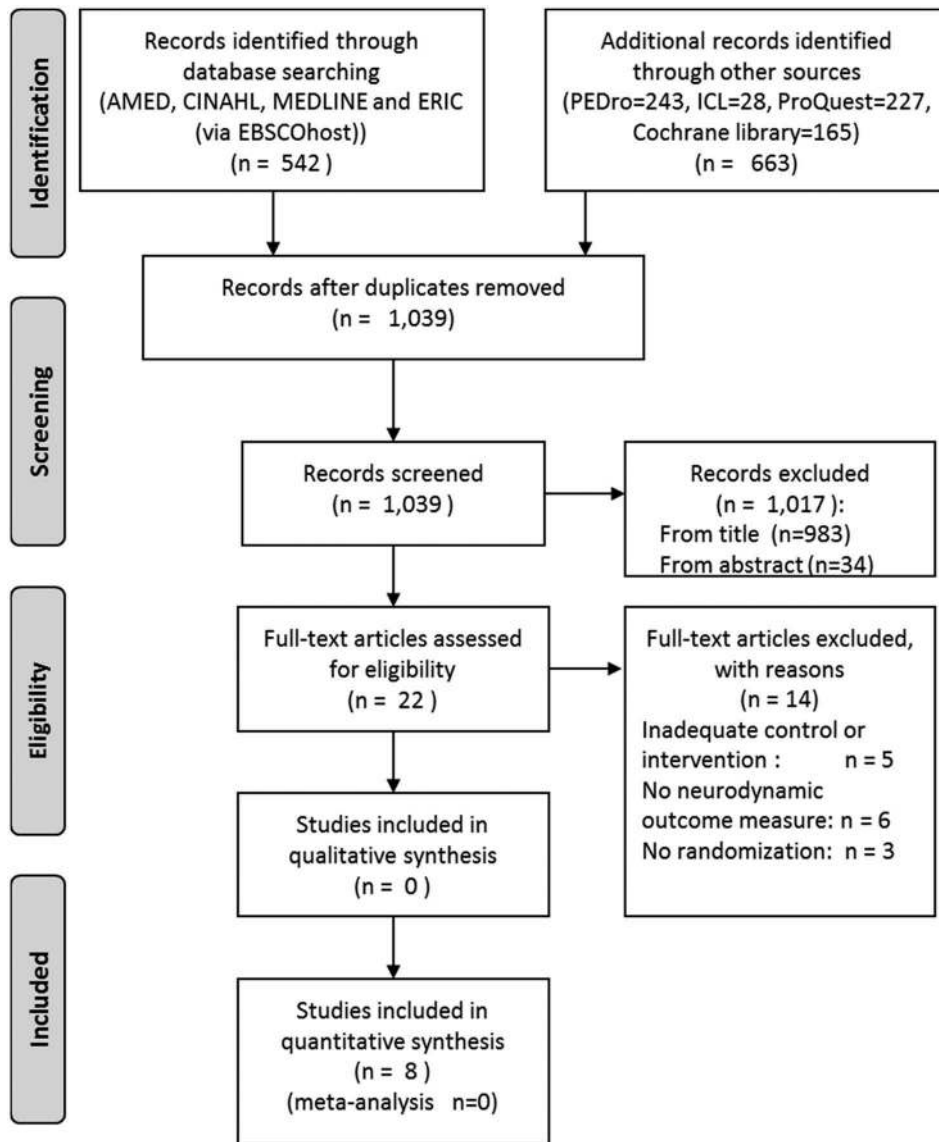 Identification
Records identified through
database searching
(AMED, CINAHL, MEDLINE and ERIC
(via EBSCOhost))
(n = 542 )
Additional records identified
through other sources
(PEDro=243, ICL=28, ProQuest=227,
Cochrane library=165)
(n = 663)
Records after duplicates removed
(n = 1,039)
Screening
Records screened
(n = 1,039)
Records excluded
(n = 1,017 ):
From title (n=983)
From abstract (n=34)
Eligibility
Full-text articles assessed
for eligibility
(n = 22 )
Full-text articles excluded,
with reasons
(n = 14)
Inadequate control or
intervention : n = 5
No neurodynamic
outcome measure: n = 6
No randomization: n = 3
Studies included in
qualitative synthesis
(n = 0 )
Included
Studies included in
quantitative synthesis
(n = 8 )
(meta-analysis n=0)